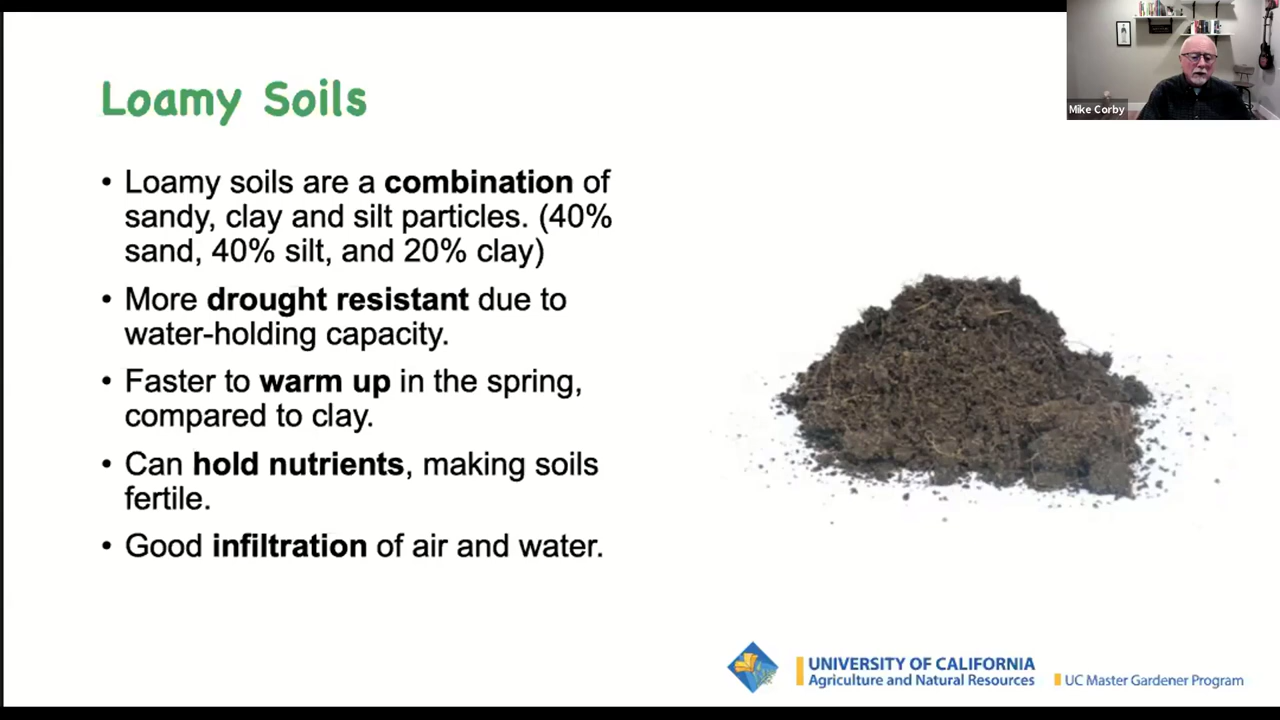 Mike Corby
Loamy Soils
• Loamy soils are a combination of
sandy, clay and silt particles. (40%
sand, 40% silt, and 20% clay)
• More drought resistant due to
water-holding capacity.
• Faster to warm up in the spring,
compared to clay.
• Can hold nutrients, making soils
fertile.
• Good infiltration of air and water.
UNIVERSITY OF CALIFORNIA
Agriculture and Natural Resources
UC Master Gardener Program